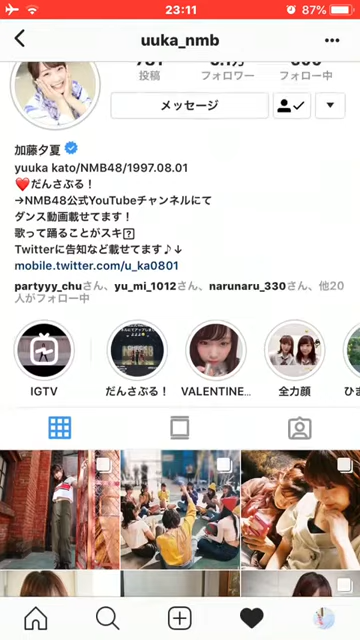 23:11
87%
uuka_nmb
投稿
フォロワー
フォロー中
メッセージ
加藤夕夏
yuuka kato/NMB48/1997.08.01
❤️だんさぶる！
→NMB48公式YouTubeチャンネルにて
ダンス動画載せてます！
歌って踊ることがスキ?
Twitterに告知など載せてます♪↓
mobile.twitter.com/u_ka0801
partyyy_chuさん、yu_mi_1012さん、narunaru_330さん、他20
人がフォロー中
IGTV
だんさぶる！
VALENTINE...
全力顔
ひま